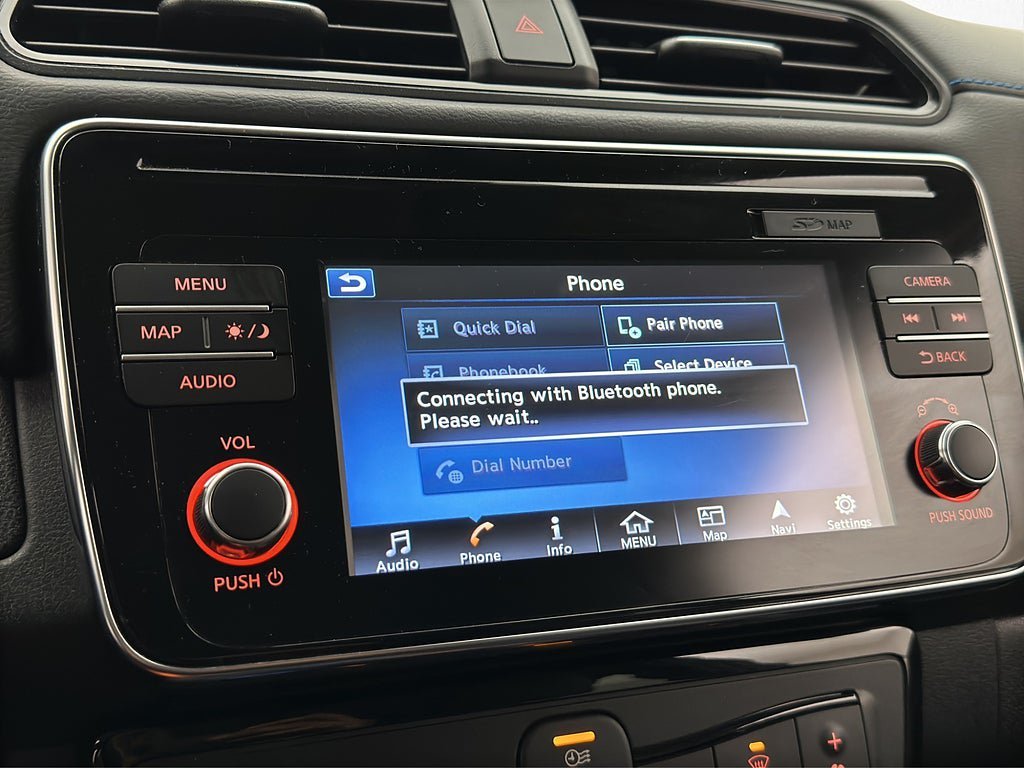 SD MAP
MENU
CAMERA
Phone
MAP
Quick Dial
Pair Phone
BACK
AUDIO
Phonebook
Select Device
Connecting with Bluetooth phone.
Please wait..
VOL
Dial Number
Audio
Phone
Info
MENU
Map
Navi
Settings
PUSH SOUND
PUSH